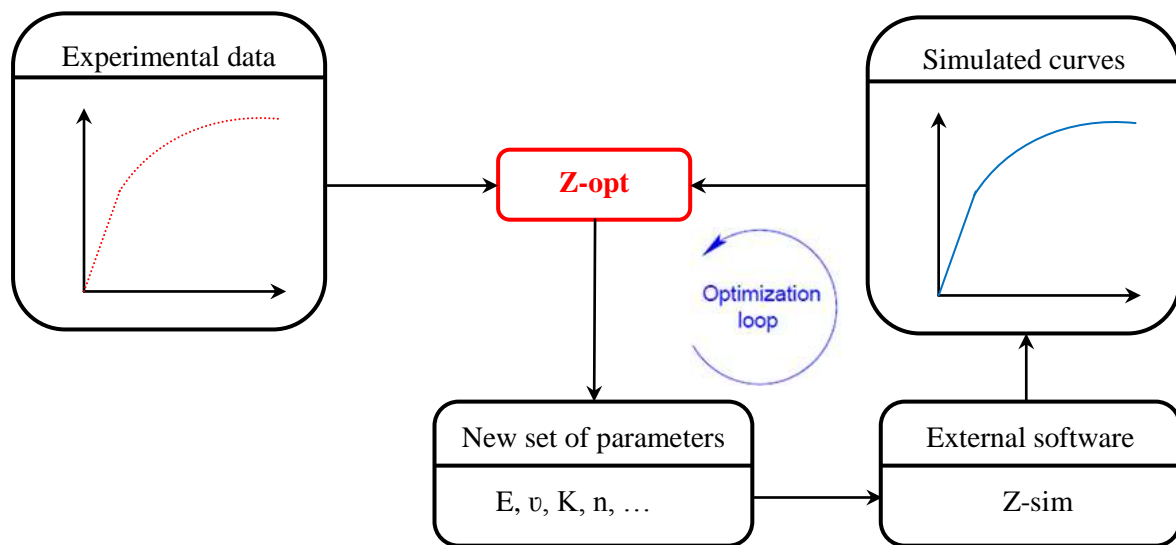 Experimental data
Simulated curves
Z-opt
Optimization
loop
New set of parameters
E, υ, K, n, …
External software
Z-sim